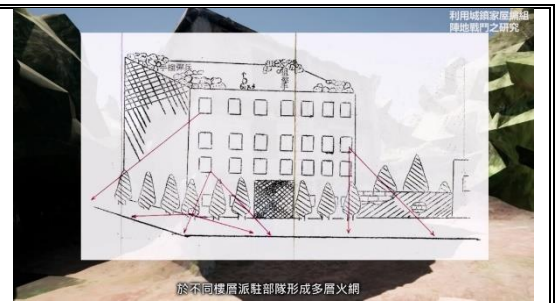 利用城鎮家屋編組
陣地戰鬥之研究
於不同樓層派駐部隊形成多層火網